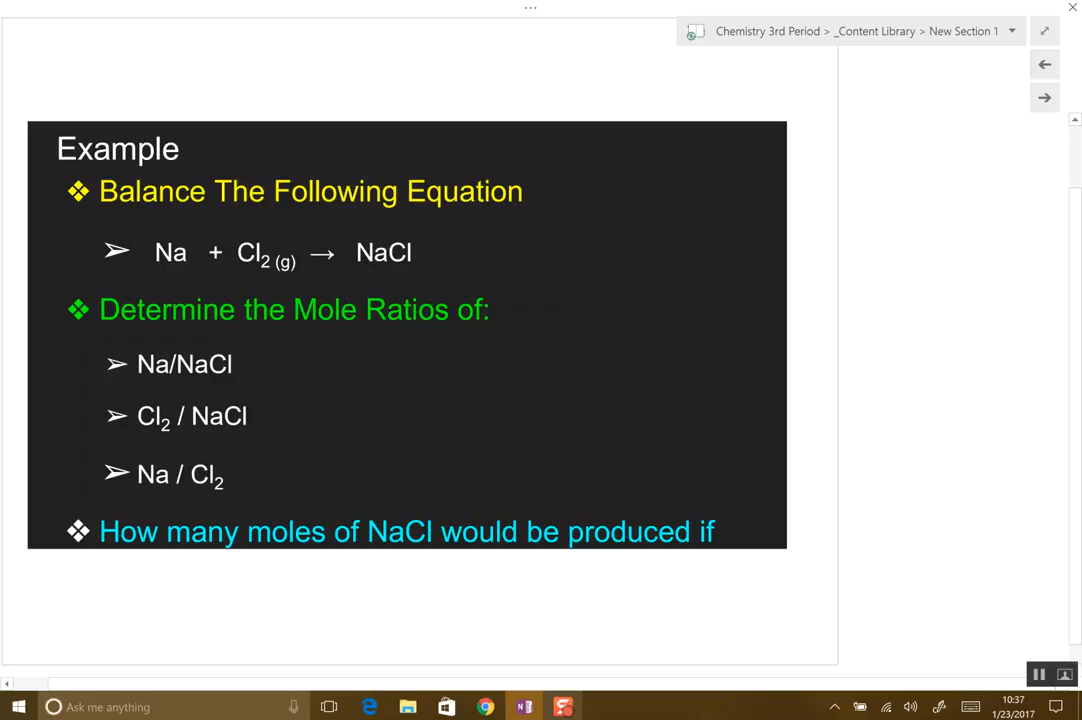 Chemistry 3rd Period > _Content Library > New Section 1
Example
❖ Balance The Following Equation
➢ Na + Cl₂ (g) → NaCl
❖ Determine the Mole Ratios of:
➢ Na/NaCl
➢ Cl₂ / NaCl
➢ Na / Cl₂
❖ How many moles of NaCl would be produced if
Ask me anything
10:37
1/23/2017